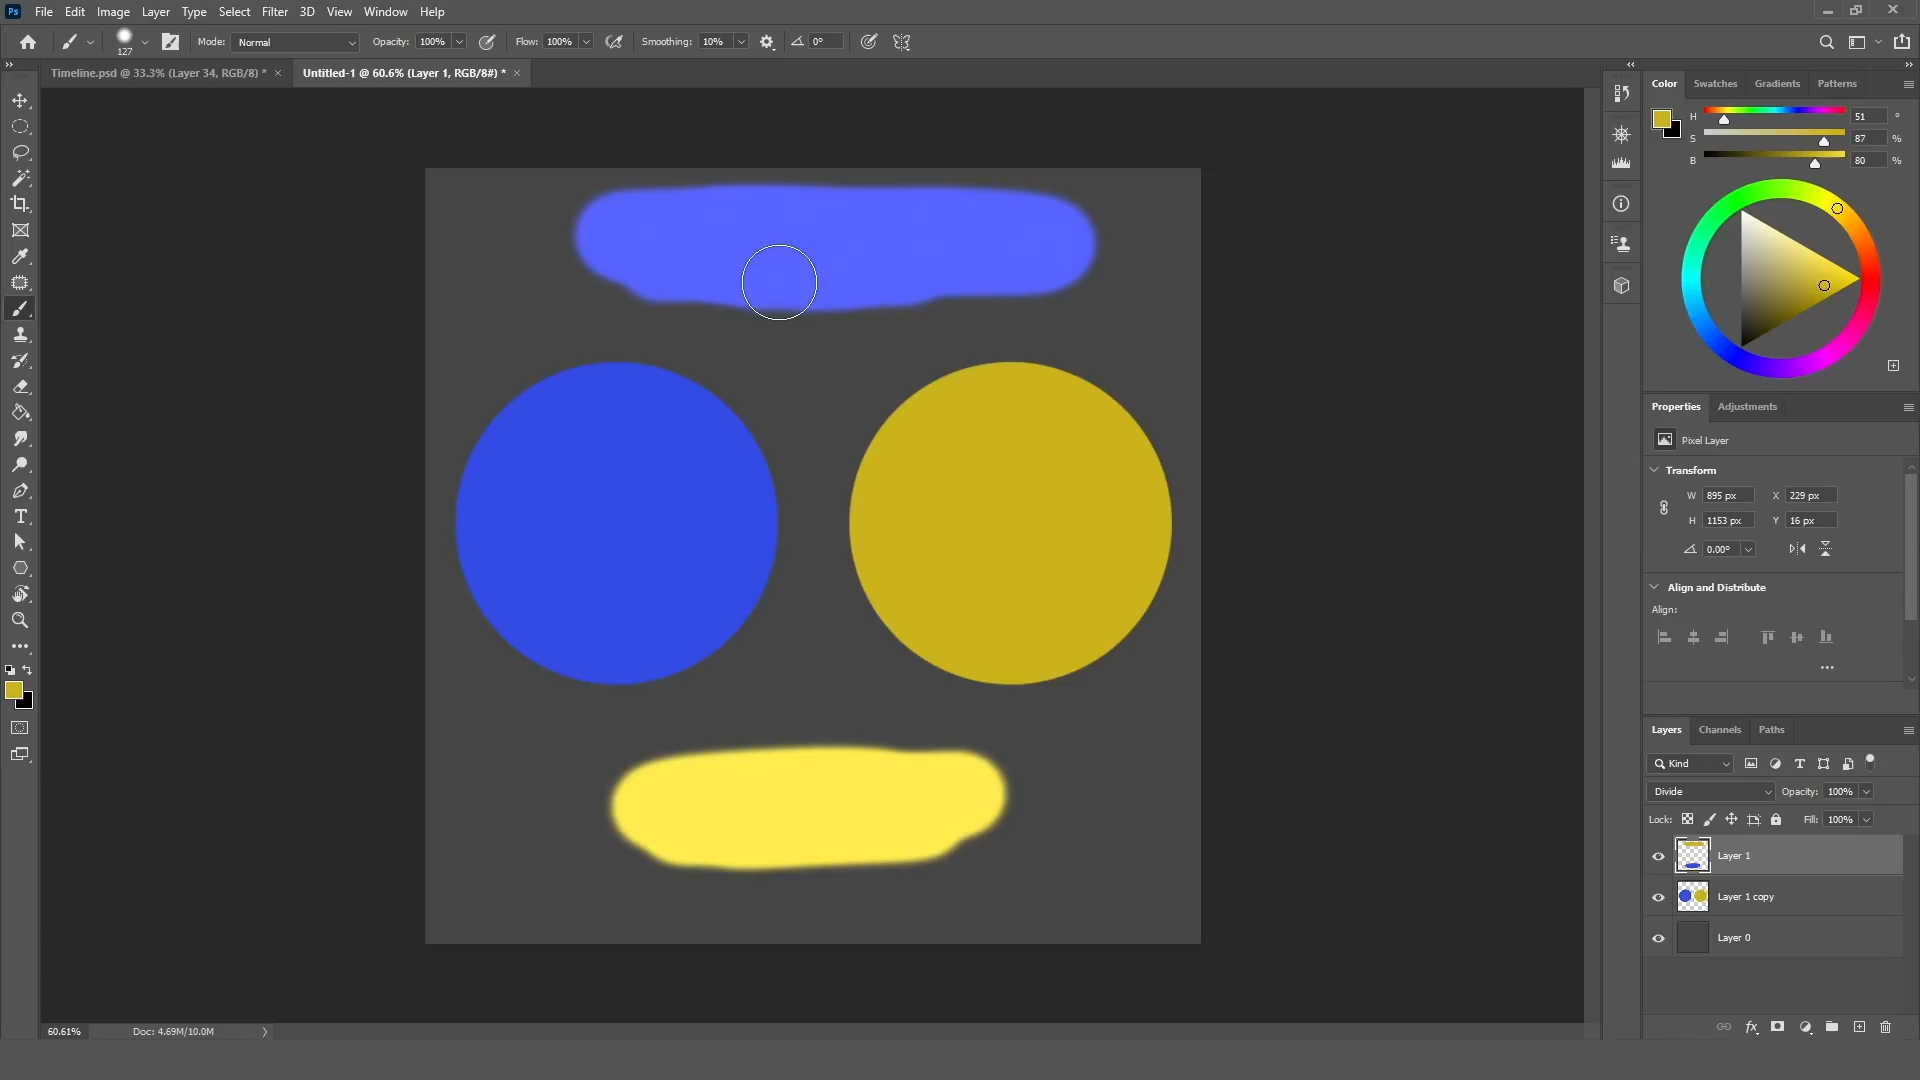 Ps File Edit Image Layer Type Select Filter 3D View Window Help
127 Mode: Normal Opacity: 100% Flow: 100% Smoothing: 10% 0°
Timeline.psd @ 33.3% (Layer 34, RGB/8) * × Untitled-1 @ 60.6% (Layer 1, RGB/8#) * ×
Color Swatches Gradients Patterns
H 51 °
S 87 %
B 80 %
Properties Adjustments
Pixel Layer
Transform
W 895 px X 229 px
H 1153 px Y 16 px
0.00°
Align and Distribute
Align:
Layers Channels Paths
Kind
Divide Opacity: 100%
Lock: Fill: 100%
Layer 1
Layer 1 copy
Layer 0
60.61% Doc: 4.69M/10.0M